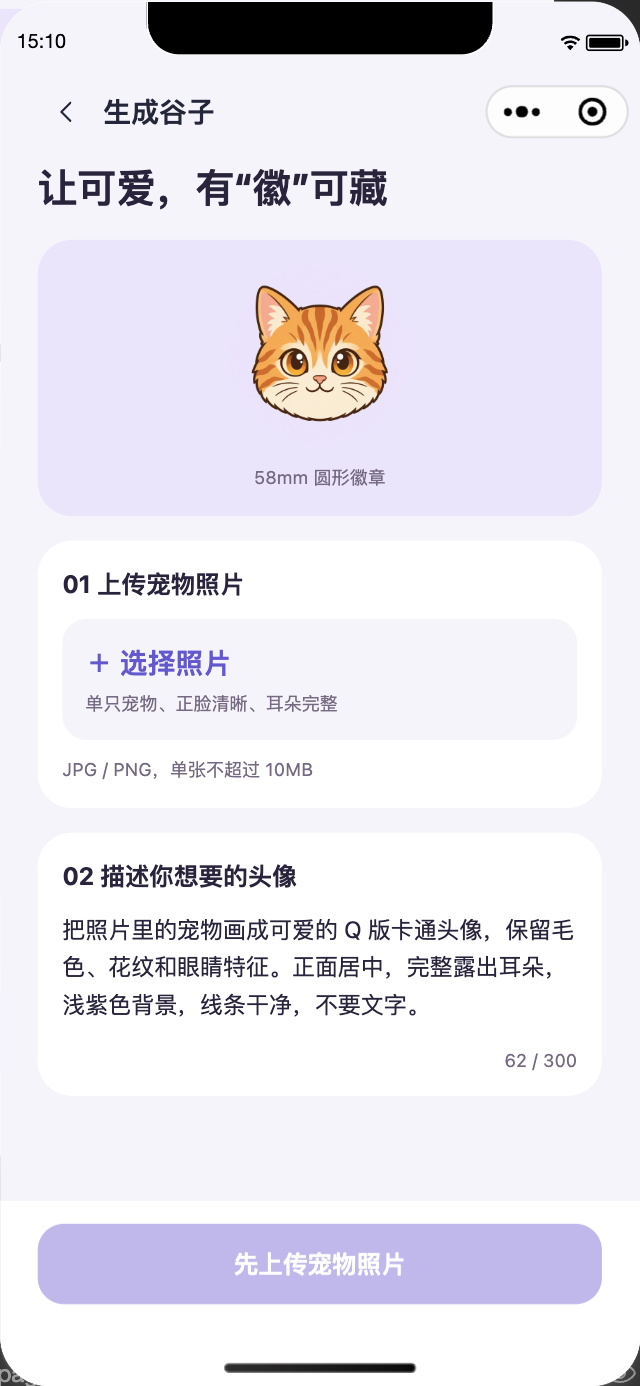 15:10
生成谷子
让可爱，有“徽”可藏
58mm 圆形徽章
01 上传宠物照片
+ 选择照片
单只宠物、正脸清晰、耳朵完整
JPG / PNG，单张不超过 10MB
02 描述你想要的头像
把照片里的宠物画成可爱的 Q 版卡通头像，保留毛
色、花纹和眼睛特征。正面居中，完整露出耳朵，
浅紫色背景，线条干净，不要文字。
62 / 300
先上传宠物照片